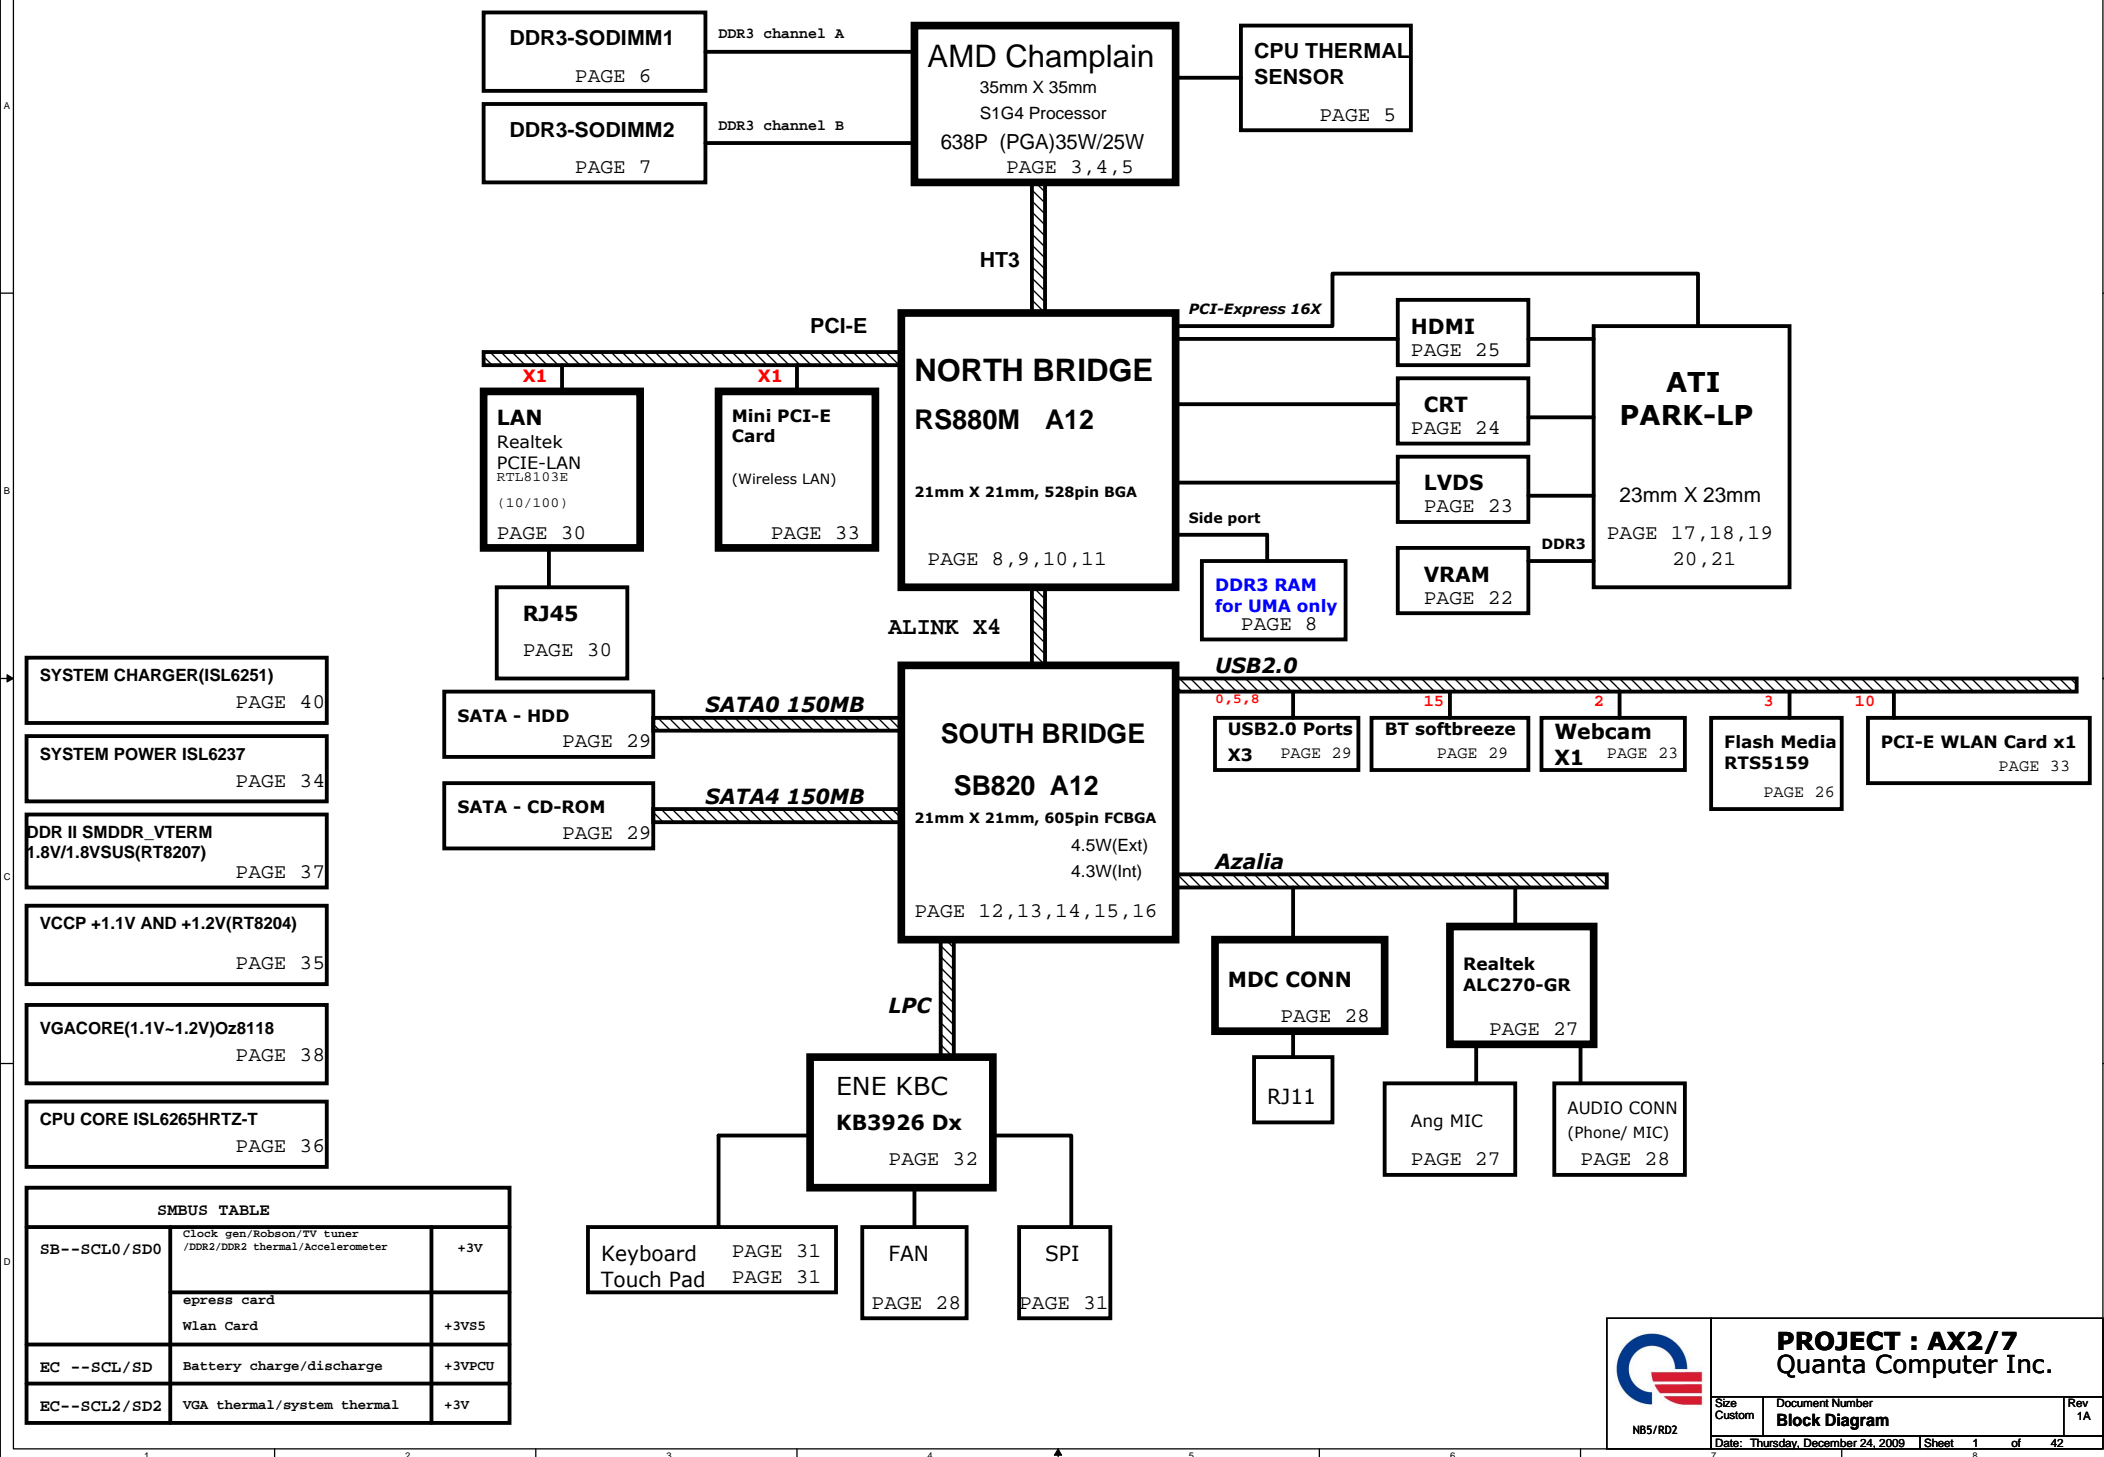 DDR3-SODIMM1
PAGE 6
DDR3 channel A
DDR3-SODIMM2
PAGE 7
DDR3 channel B
AMD Champlain
35mm X 35mm
S1G4 Processor
638P (PGA)35W/25W
PAGE 3,4,5
CPU THERMAL
SENSOR
PAGE 5
HT3
PCI-E
X1
X1
LAN
Realtek
PCIE-LAN
RTL8103E
(10/100)
PAGE 30
Mini PCI-E
Card
(Wireless LAN)
PAGE 33
RJ45
PAGE 30
NORTH BRIDGE
RS880M A12
21mm X 21mm, 528pin BGA
PAGE 8,9,10,11
PCI-Express 16X
HDMI
PAGE 25
CRT
PAGE 24
LVDS
PAGE 23
VRAM
PAGE 22
DDR3
ATI
PARK-LP
23mm X 23mm
PAGE 17,18,19
20,21
Side port
DDR3 RAM
for UMA only
PAGE 8
ALINK X4
SATA - HDD
PAGE 29
SATA0 150MB
SATA - CD-ROM
PAGE 29
SATA4 150MB
SOUTH BRIDGE
SB820 A12
21mm X 21mm, 605pin FCBGA
4.5W(Ext)
4.3W(Int)
PAGE 12,13,14,15,16
USB2.0
0,5,8
15
2
3
10
USB2.0 Ports
X3 PAGE 29
BT softbreeze
PAGE 29
Webcam
X1 PAGE 23
Flash Media
RTS5159
PAGE 26
PCI-E WLAN Card x1
PAGE 33
Azalia
MDC CONN
PAGE 28
RJ11
Realtek
ALC270-GR
PAGE 27
Ang MIC
PAGE 27
AUDIO CONN
(Phone/ MIC)
PAGE 28
LPC
ENE KBC
KB3926 Dx
PAGE 32
Keyboard PAGE 31
Touch Pad PAGE 31
FAN
PAGE 28
SPI
PAGE 31
SYSTEM CHARGER(ISL6251)
PAGE 40
SYSTEM POWER ISL6237
PAGE 34
DDR II SMDDR_VTERM
1.8V/1.8VSUS(RT8207)
PAGE 37
VCCP +1.1V AND +1.2V(RT8204)
PAGE 35
VGACORE(1.1V~1.2V)Oz8118
PAGE 38
CPU CORE ISL6265HRTZ-T
PAGE 36
SMBUS TABLE
SB--SCL0/SD0
Clock gen/Robson/TV tuner
/DDR2/DDR2 thermal/Accelerometer
+3V
epress card
Wlan Card
+3VS5
EC --SCL/SD
Battery charge/discharge
+3VPCU
EC--SCL2/SD2
VGA thermal/system thermal
+3V
NB5/RD2
PROJECT : AX2/7
Quanta Computer Inc.
Size
Custom
Document Number
Block Diagram
Rev
1A
Date: Thursday, December 24, 2009
Sheet 1 of 42
A
B
C
D
1
2
3
4
5
7
8